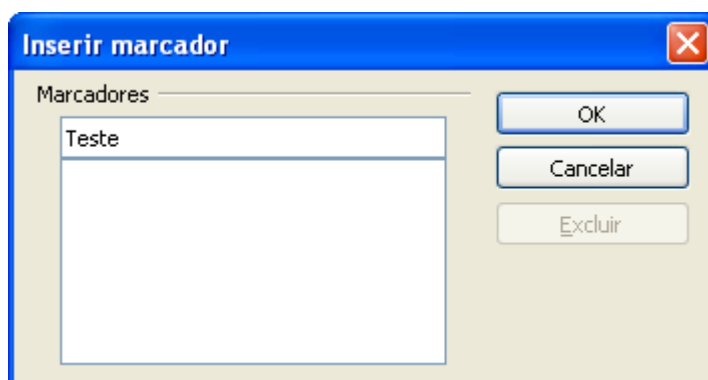 Inserir marcador
Marcadores
OK
Teste
Cancelar
Excluir